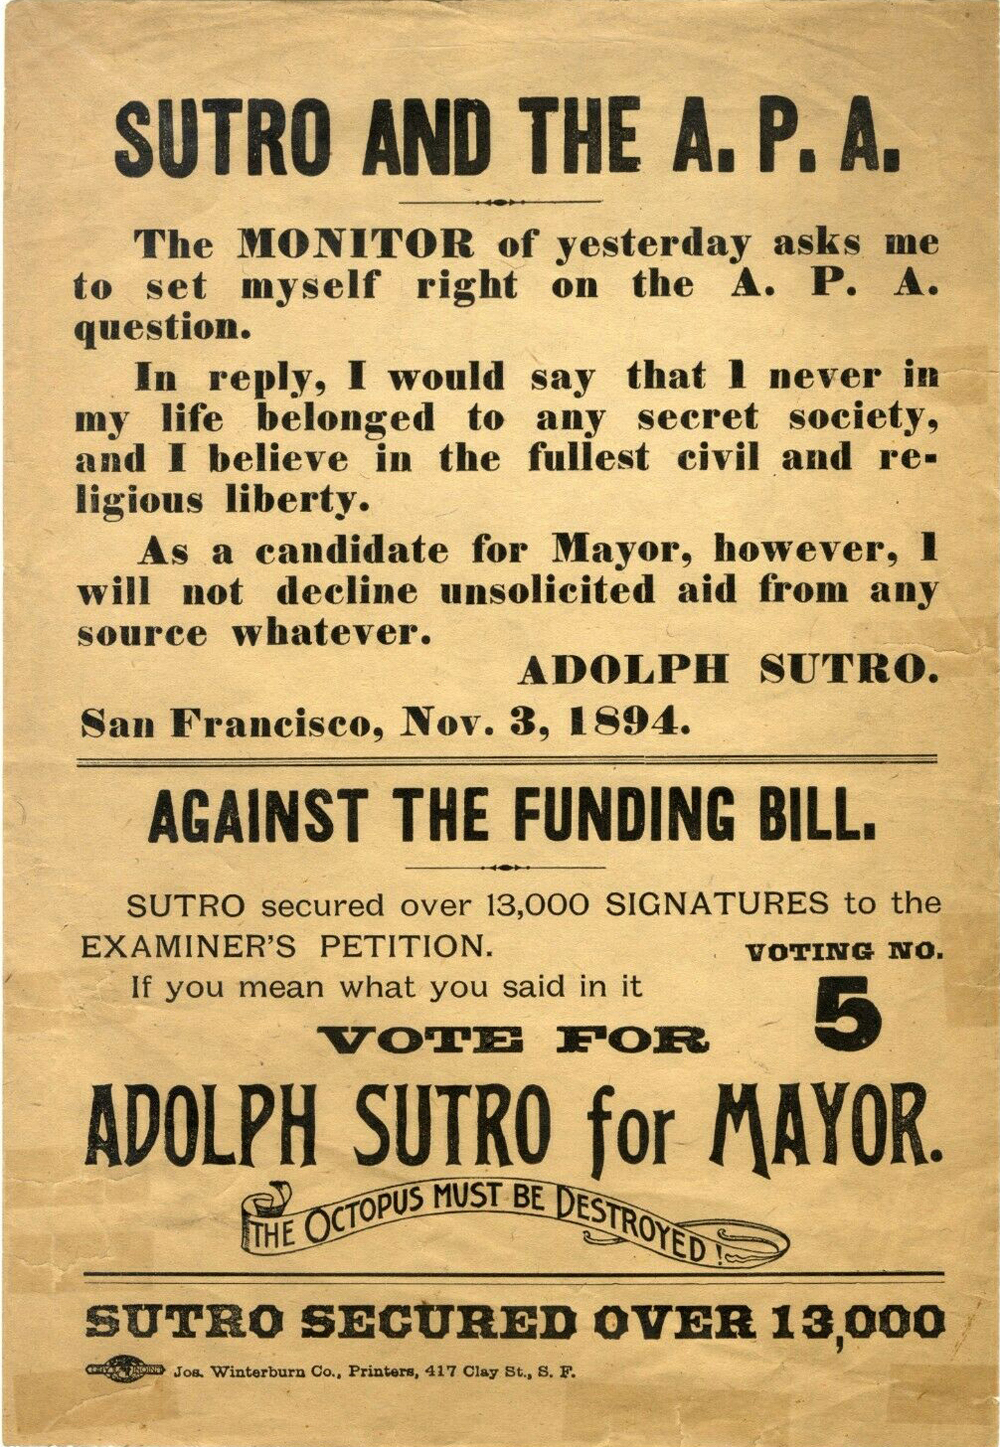 SUTRO AND THE A. P. A.
The MONITOR of yesterday asks me
to set myself right on the A. P. A.
question.
In reply, I would say that I never in
my life belonged to any secret society,
and I believe in the fullest civil and re-
ligious liberty.
As a candidate for Mayor, however, I
will not decline unsolicited aid from any
source whatever.
ADOLPH SUTRO.
San Francisco, Nov. 3, 1894.
AGAINST THE FUNDING BILL.
SUTRO secured over 13,000 SIGNATURES to the
EXAMINER'S PETITION.
VOTING NO.
If you mean what you said in it
5
VOTE FOR
ADOLPH SUTRO for MAYOR.
THE OCTOPUS MUST BE DESTROYED!
SUTRO SECURED OVER 13,000
Jos. Winterburn Co., Printers, 417 Clay St., S. F.